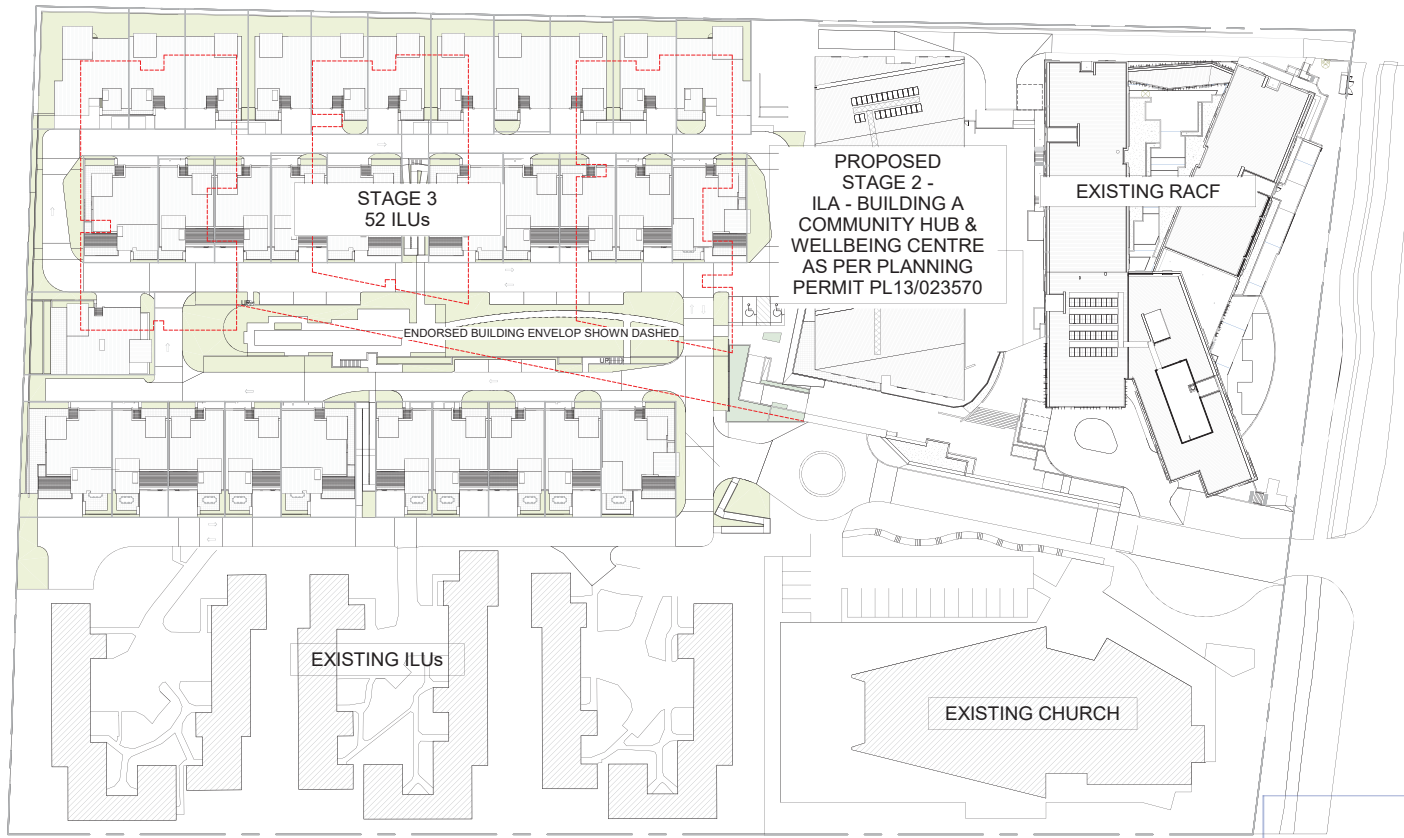 PROPOSED
STAGE 2 -
ILA - BUILDING A
COMMUNITY HUB &
WELLBEING CENTRE
AS PER PLANNING
PERMIT PL13/023570
EXISTING RACF
STAGE 3
52 ILUs
ENDORSED BUILDING ENVELOP SHOWN DASHED
UP
EXISTING ILUs
EXISTING CHURCH